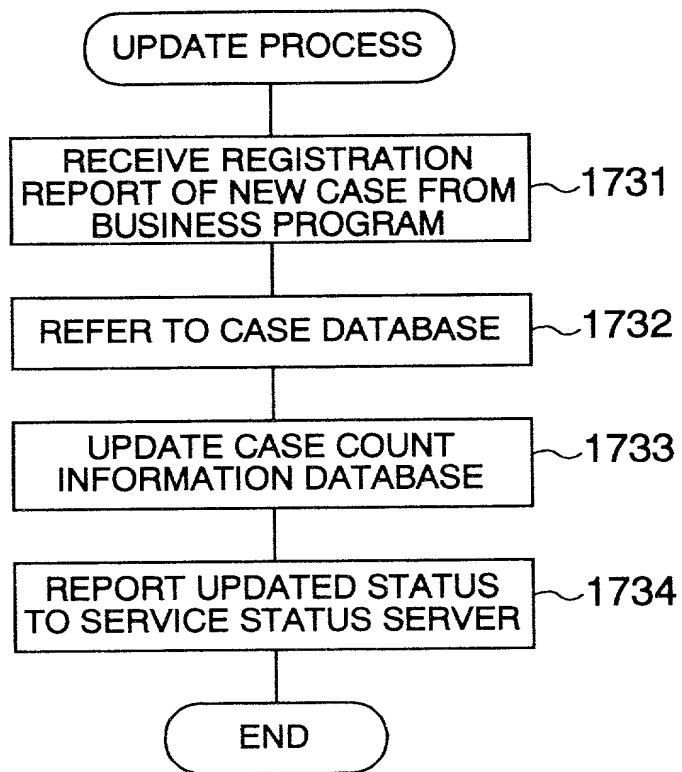 UPDATE PROCESS
RECEIVE REGISTRATION
REPORT OF NEW CASE FROM
BUSINESS PROGRAM
1731
REFER TO CASE DATABASE
1732
UPDATE CASE COUNT
INFORMATION DATABASE
1733
REPORT UPDATED STATUS
TO SERVICE STATUS SERVER
1734
END